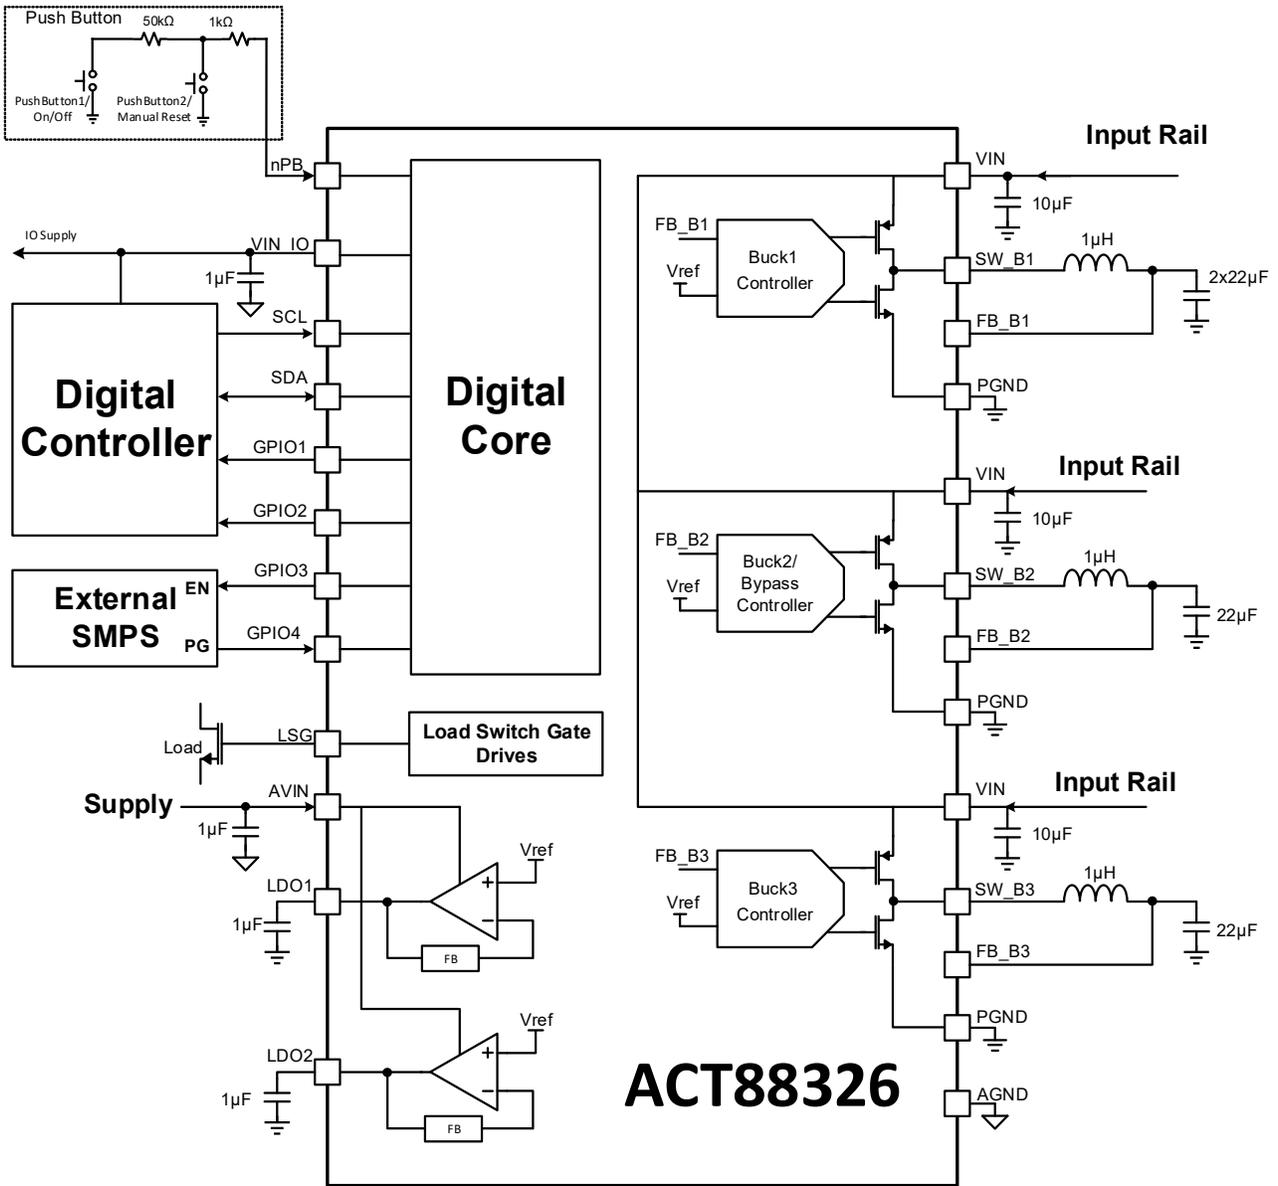 Push Button
50kΩ
1kΩ
PushButton1/
On/Off
PushButton2/
Manual Reset
nPB
IO Supply
VIN_IO
1µF
SCL
SDA
GPIO1
GPIO2
Digital
Controller
GPIO3
GPIO4
External
SMPS
EN
PG
Digital
Core
LSG
Load
Load Switch Gate
Drives
Supply
AVIN
1µF
LDO1
1µF
Vref
+
−
FB
LDO2
1µF
Vref
+
−
FB
Input Rail
VIN
10µF
FB_B1
Vref
Buck1
Controller
SW_B1
1µH
2x22µF
FB_B1
PGND
Input Rail
VIN
10µF
FB_B2
Vref
Buck2/
Bypass
Controller
SW_B2
1µH
22µF
FB_B2
PGND
Input Rail
VIN
10µF
FB_B3
Vref
Buck3
Controller
SW_B3
1µH
22µF
FB_B3
PGND
AGND
ACT88326